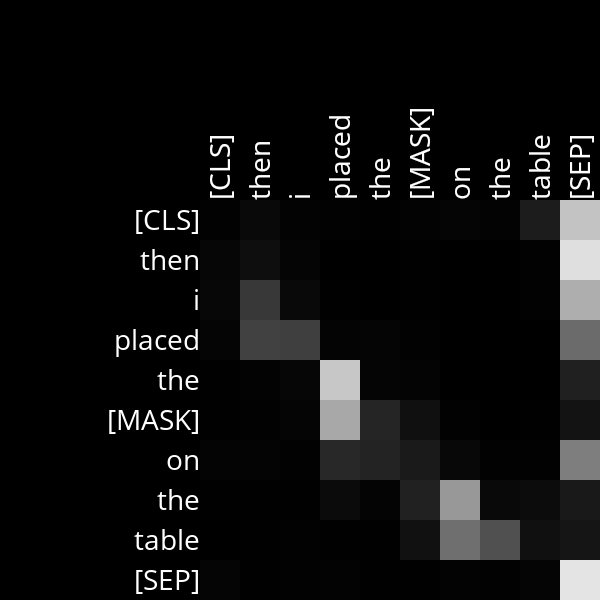 [CLS] then i placed the [MASK] on the table [SEP]
[CLS]
then
i
placed
the
[MASK]
on
the
table
[SEP]